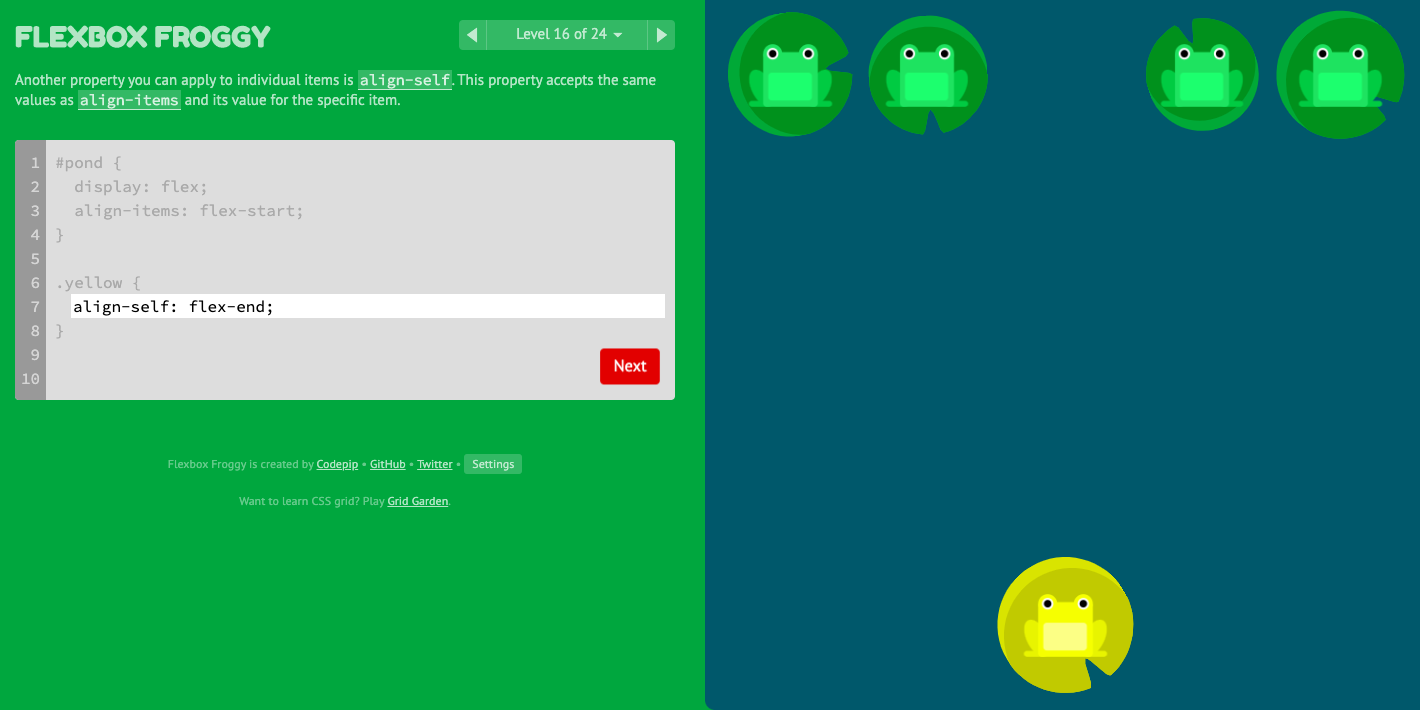 FLEXBOX FROGGY
Level 16 of 24
Another property you can apply to individual items is align-self. This property accepts the same
values as align-items and its value for the specific item.
1 #pond {
2   display: flex;
3   align-items: flex-start;
4 }
5
6 .yellow {
7   align-self: flex-end;
8 }
9
10
Next
Flexbox Froggy is created by Codepip • GitHub • Twitter • Settings
Want to learn CSS grid? Play Grid Garden.